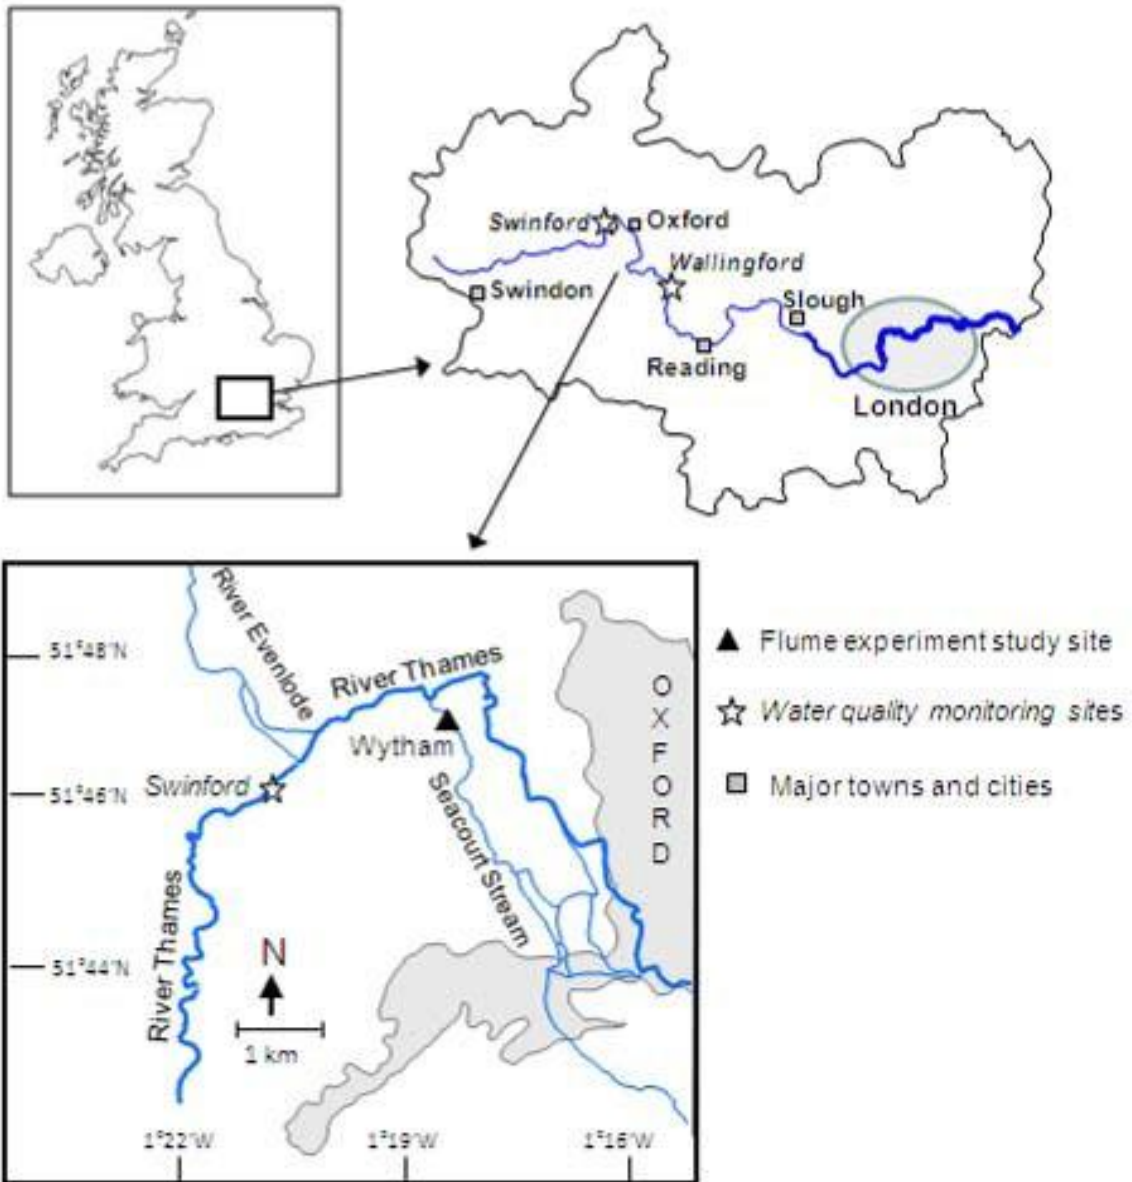 Swinford
Oxford
Wallingford
Swindon
Slough
Reading
London
River Evenlode
River Thames
51°48'N
Wytham
Swinford
51°46'N
Seacourt Stream
OXFORD
River Thames
51°44'N
N
1 km
1°22'W
1°19'W
1°16'W
Flume experiment study site
Water quality monitoring sites
Major towns and cities